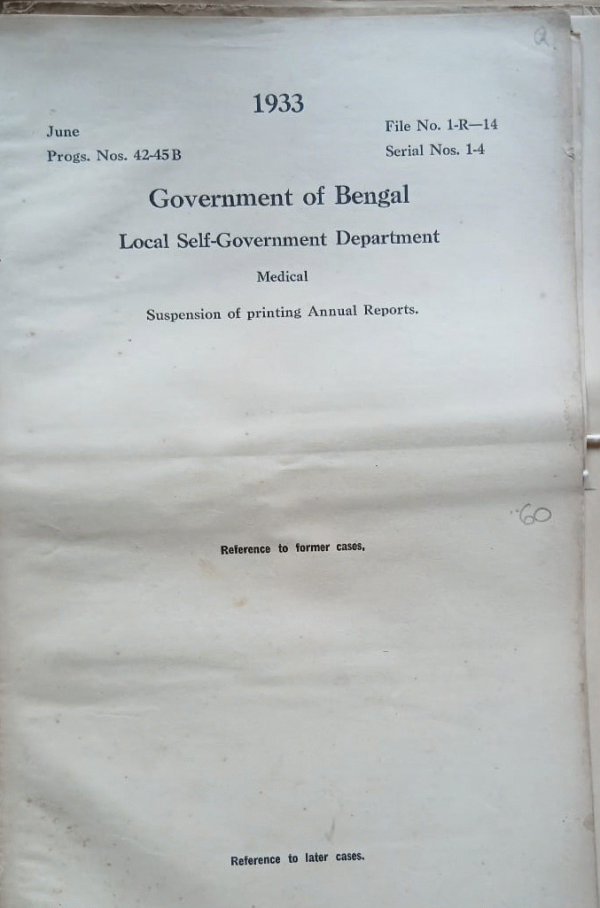 1933
June
File No. 1-R—14
Progs. Nos. 42-45 B
Serial Nos. 1-4
Government of Bengal
Local Self-Government Department
Medical
Suspension of printing Annual Reports.
60
Reference to former cases.
Reference to later cases.